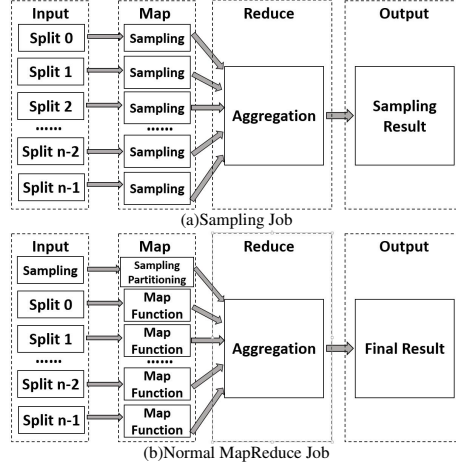 Input Map Reduce Output
Split 0 Sampling
Split 1 Sampling
Split 2 Sampling Aggregation Sampling
Result
...... ......
Split n-2 Sampling
Split n-1 Sampling
(a)Sampling Job
Input Map Reduce Output
Sampling Sampling
Partitioning
Split 0 Map
Function
Split 1 Map
Function Aggregation Final Result
...... ......
Split n-2 Map
Function
Split n-1 Map
Function
(b)Normal MapReduce Job